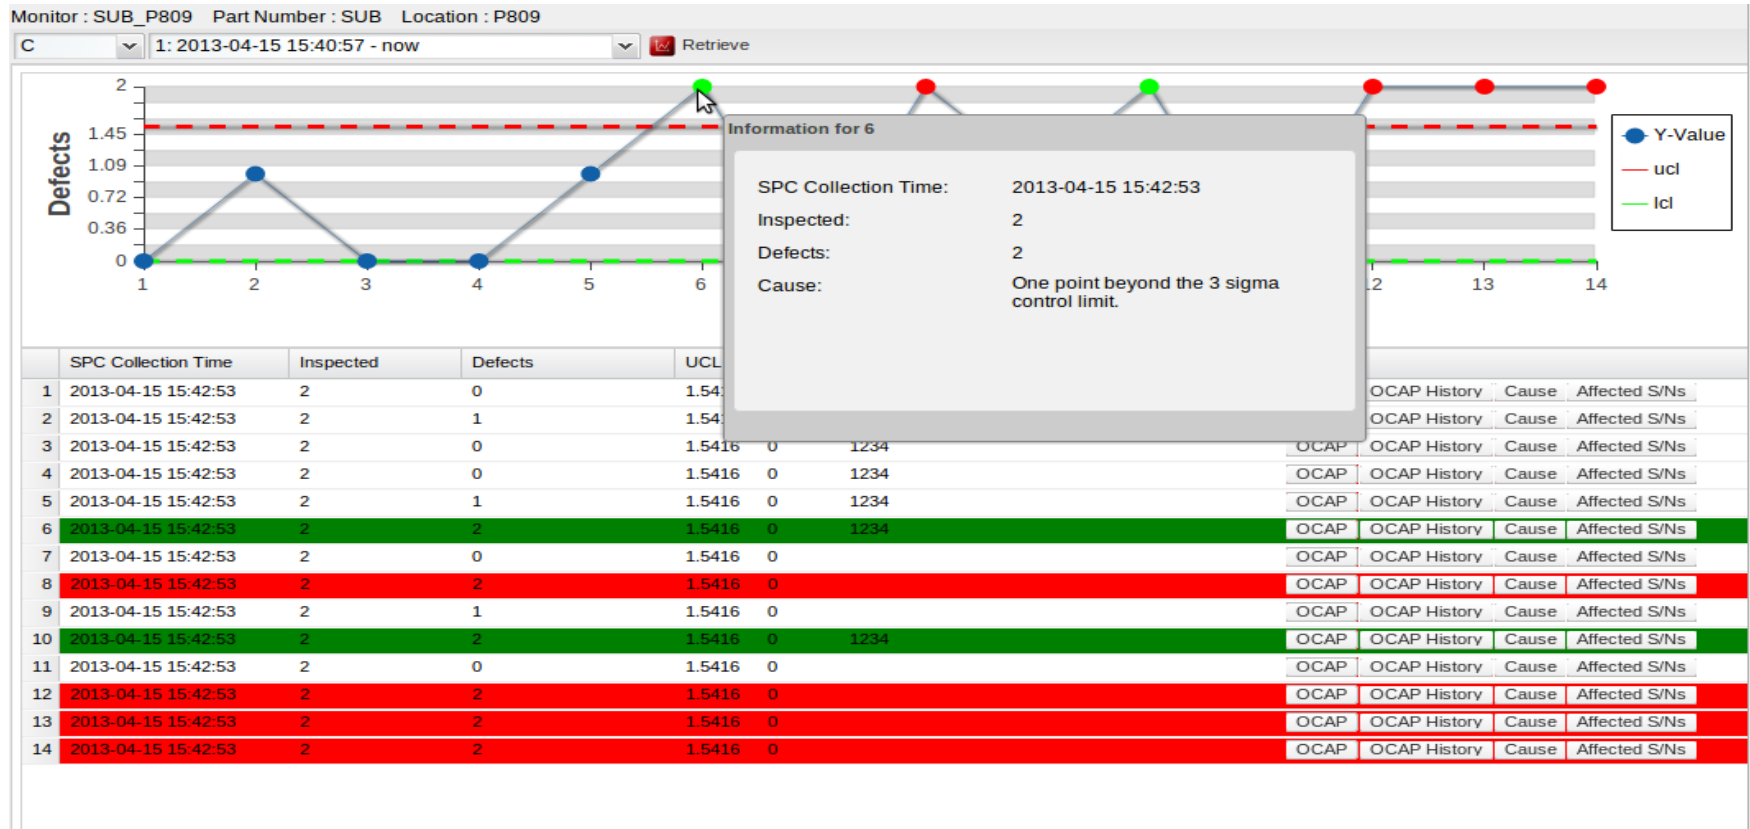 Monitor : SUB_P809 Part Number : SUB Location : P809
C 1: 2013-04-15 15:40:57 - now Retrieve
Defects
2
1.45
1.09
0.72
0.36
0
1 2 3 4 5 6 13 14
Y-Value
ucl
lcl
Information for 6
SPC Collection Time: 2013-04-15 15:42:53
Inspected: 2
Defects: 2
Cause: One point beyond the 3 sigma
control limit.
SPC Collection Time Inspected Defects UCL
1 2013-04-15 15:42:53 2 0 OCAP History Cause Affected S/Ns
2 2013-04-15 15:42:53 2 1 OCAP History Cause Affected S/Ns
3 2013-04-15 15:42:53 2 0 1.5416 0 1234 OCAP OCAP History Cause Affected S/Ns
4 2013-04-15 15:42:53 2 0 1.5416 0 1234 OCAP OCAP History Cause Affected S/Ns
5 2013-04-15 15:42:53 2 1 1.5416 0 1234 OCAP OCAP History Cause Affected S/Ns
6 2013-04-15 15:42:53 2 2 1.5416 0 1234 OCAP OCAP History Cause Affected S/Ns
7 2013-04-15 15:42:53 2 0 1.5416 0 OCAP OCAP History Cause Affected S/Ns
8 2013-04-15 15:42:53 2 2 1.5416 0 OCAP OCAP History Cause Affected S/Ns
9 2013-04-15 15:42:53 2 1 1.5416 0 OCAP OCAP History Cause Affected S/Ns
10 2013-04-15 15:42:53 2 2 1.5416 0 1234 OCAP OCAP History Cause Affected S/Ns
11 2013-04-15 15:42:53 2 0 1.5416 0 OCAP OCAP History Cause Affected S/Ns
12 2013-04-15 15:42:53 2 2 1.5416 0 OCAP OCAP History Cause Affected S/Ns
13 2013-04-15 15:42:53 2 2 1.5416 0 OCAP OCAP History Cause Affected S/Ns
14 2013-04-15 15:42:53 2 2 1.5416 0 OCAP OCAP History Cause Affected S/Ns